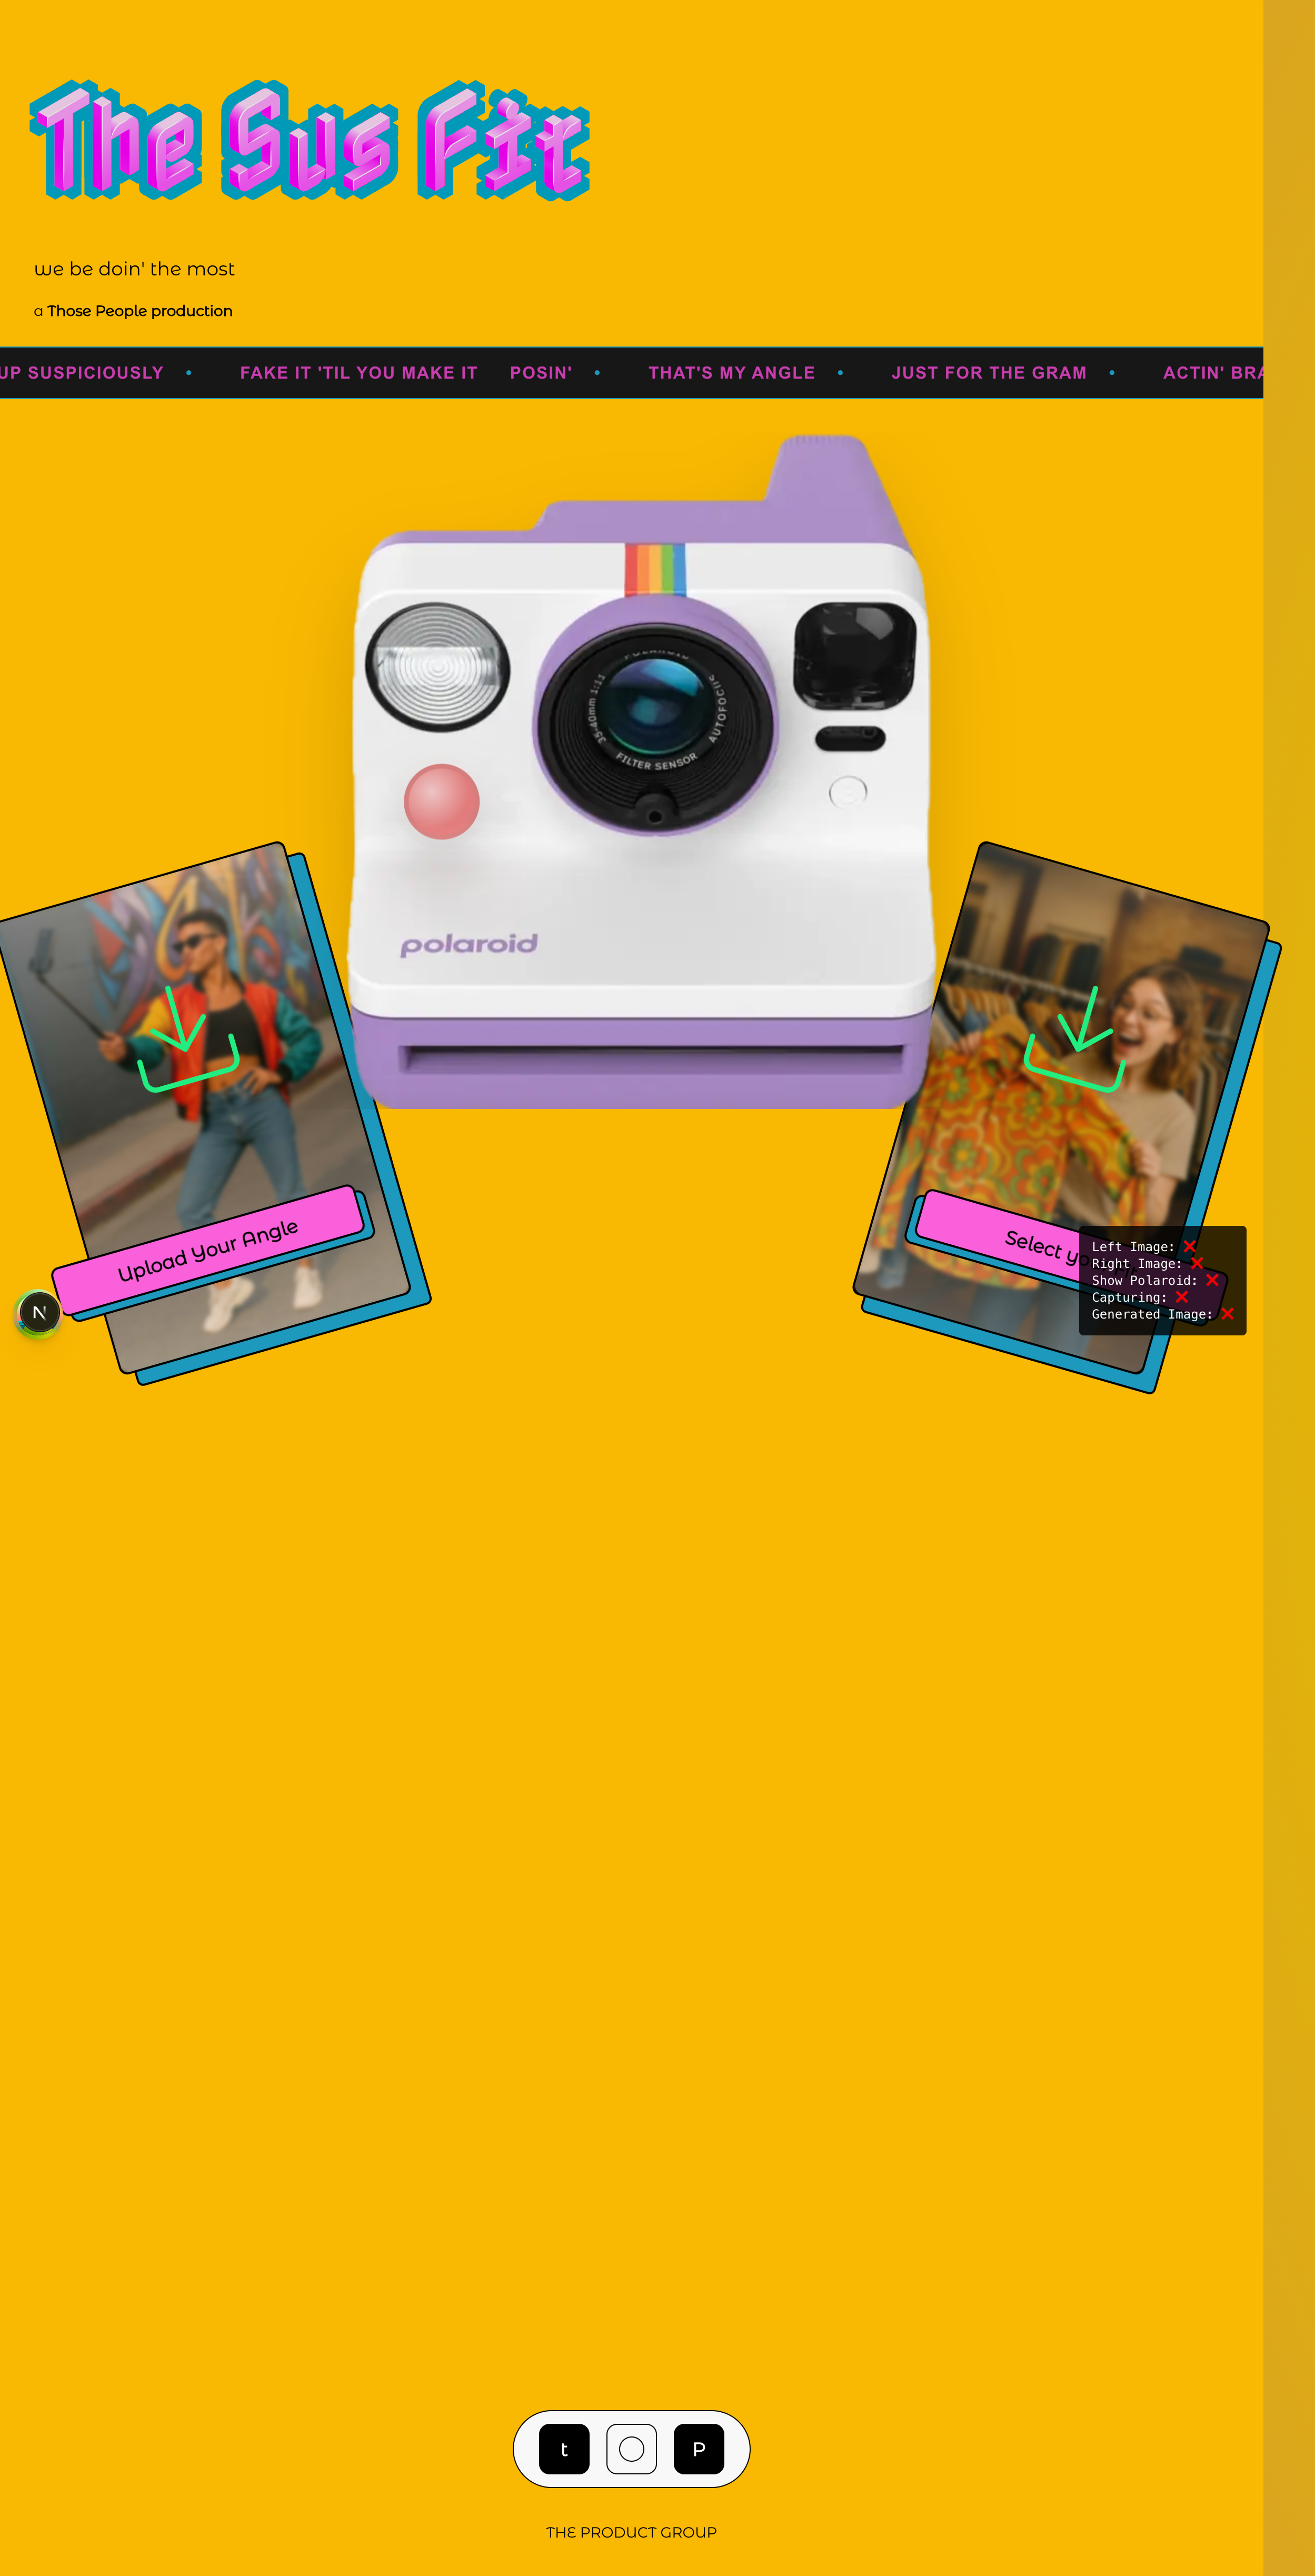 The Sus Fit
we be doin' the most
a Those People production
UP SUSPICIOUSLY • FAKE IT 'TIL YOU MAKE IT POSIN' • THAT'S MY ANGLE • JUST FOR THE GRAM • ACTIN' BRA
POLAROID
35-40mm 1:11
AUTOFOCUS
FILTER SENSOR
polaroid
Upload Your Angle
Select
Left Image: ❌
Right Image: ❌
Show Polaroid: ❌
Capturing: ❌
Generated Image: ❌
N
t P
THE PRODUCT GROUP